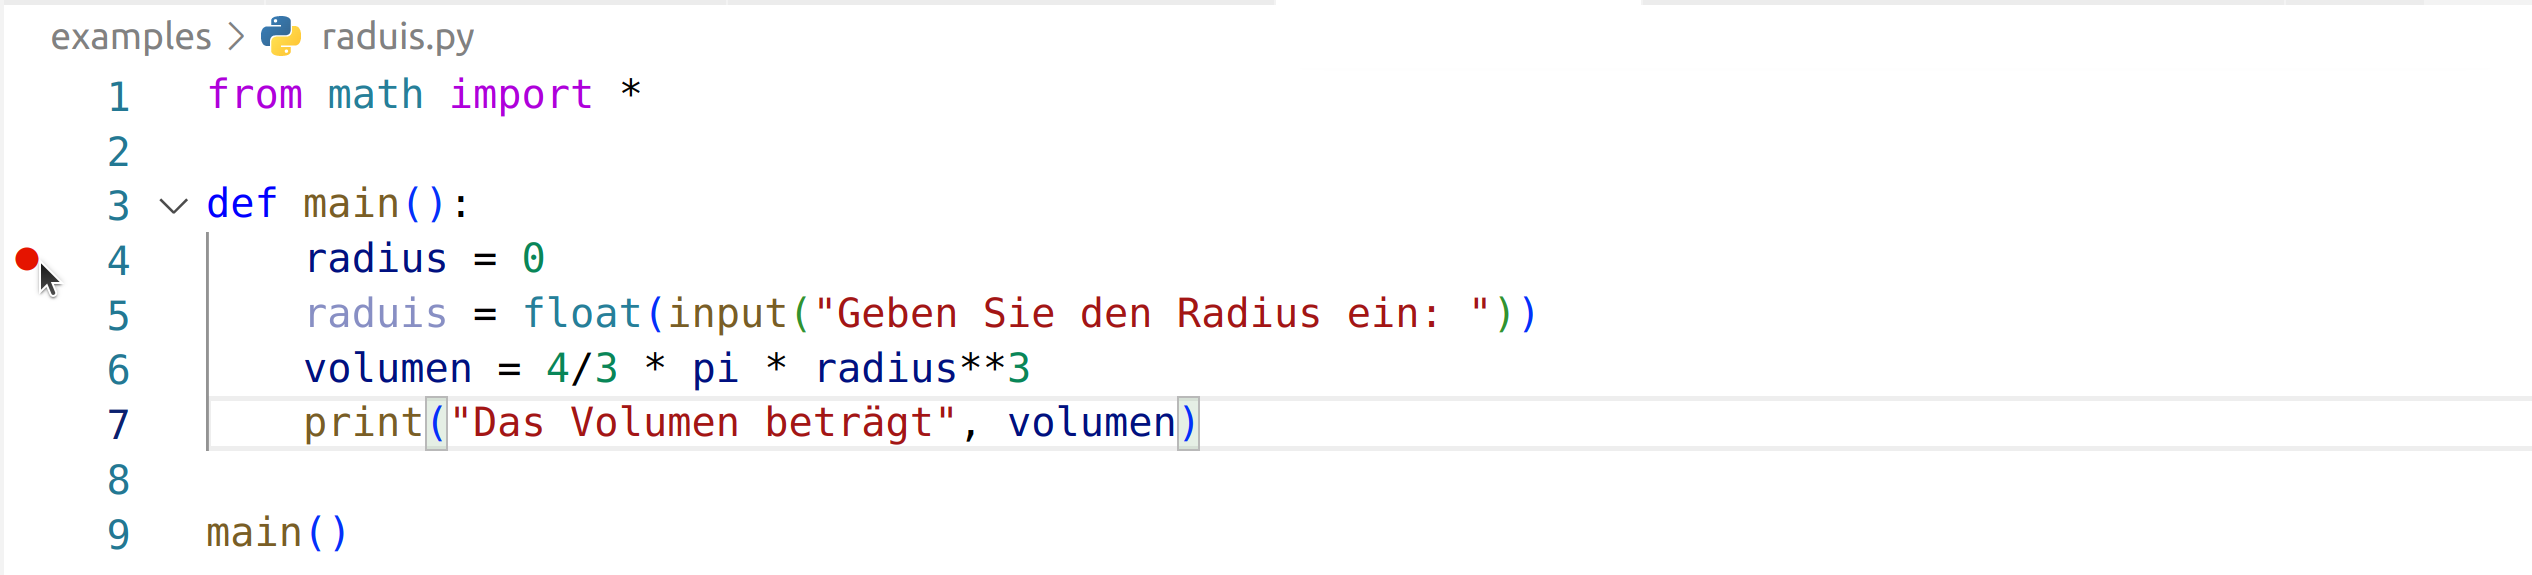 examples > raduis.py
1 from math import *
2
3 def main():
4     radius = 0
5     raduis = float(input("Geben Sie den Radius ein: "))
6     volumen = 4/3 * pi * radius**3
7     print("Das Volumen beträgt", volumen)
8
9 main()